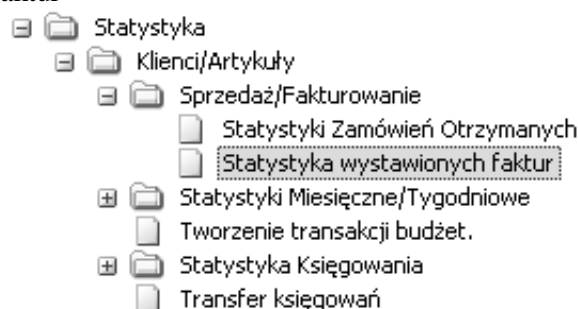 Statystyka
Klienci/Artykuły
Sprzedaż/Fakturowanie
Statystyki Zamówień Otrzymanych
Statystyka wystawionych faktur
Statystyki Miesięczne/Tygodniowe
Tworzenie transakcji budżet.
Statystyka Księgowania
Transfer księgowań